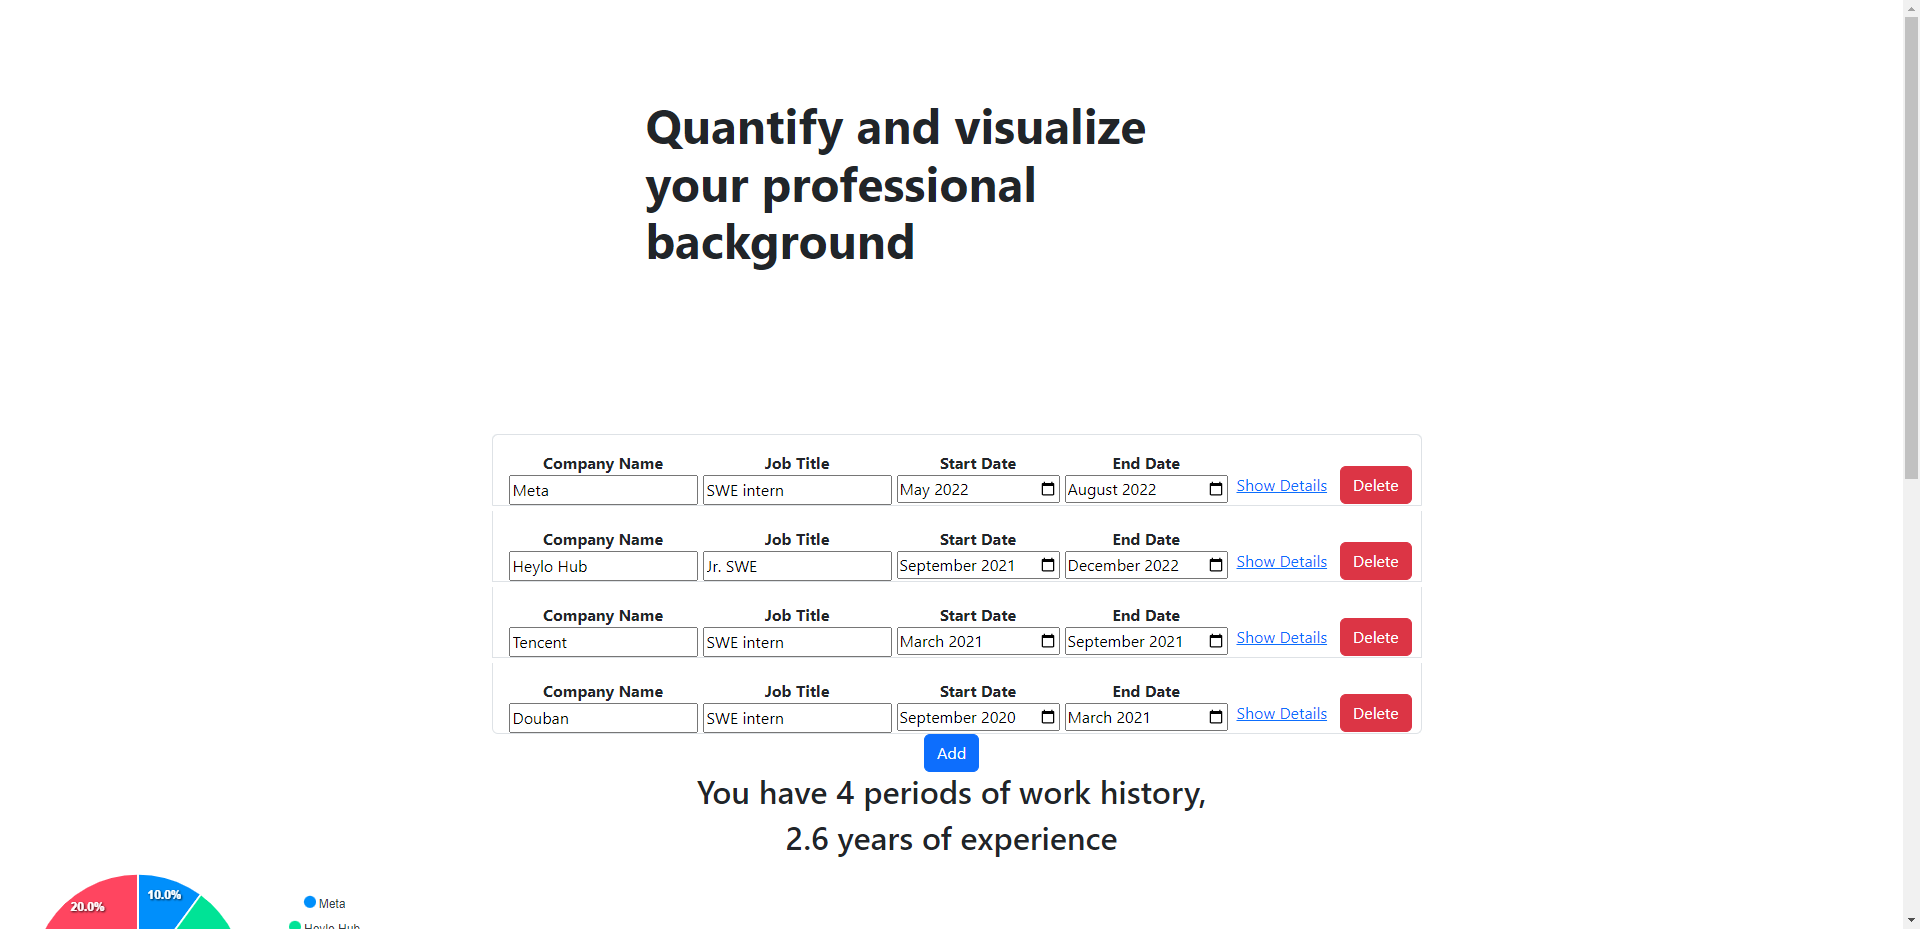 Quantify and visualize
your professional
background
Company Name Job Title Start Date End Date
Meta SWE intern May 2022 August 2022 Show Details Delete
Company Name Job Title Start Date End Date
Heylo Hub Jr. SWE September 2021 December 2022 Show Details Delete
Company Name Job Title Start Date End Date
Tencent SWE intern March 2021 September 2021 Show Details Delete
Company Name Job Title Start Date End Date
Douban SWE intern September 2020 March 2021 Show Details Delete
Add
You have 4 periods of work history,
2.6 years of experience
20.0% 10.0% Meta
Heylo Hub